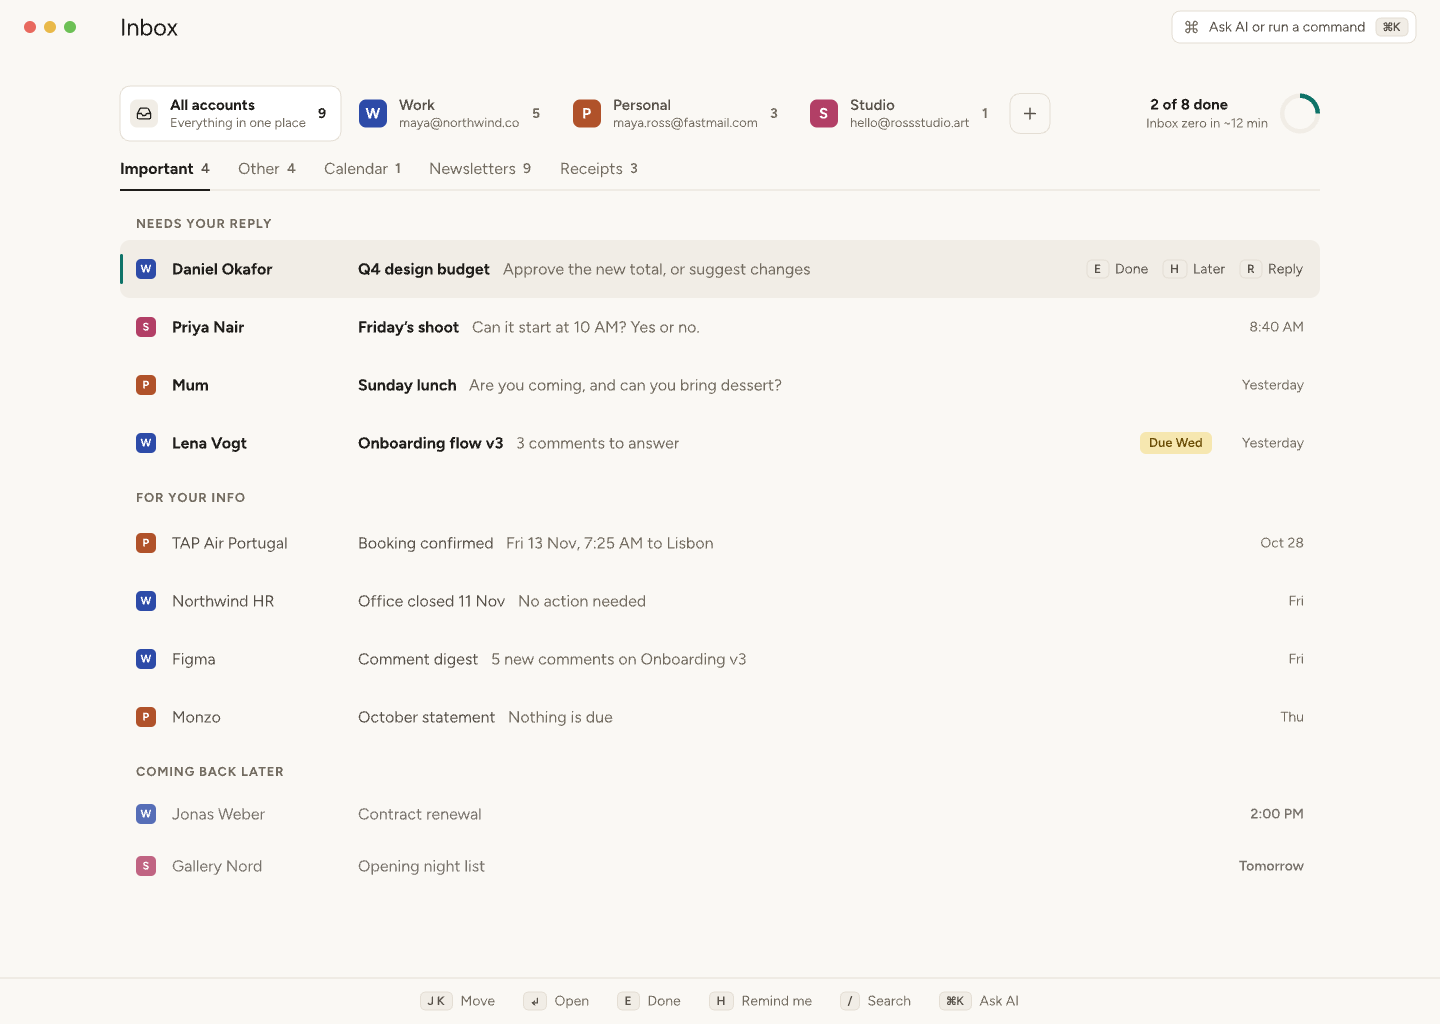 Inbox
⌘ Ask AI or run a command ⌘K
All accounts
Everything in one place
9
W
Work
maya@northwind.co
5
P
Personal
maya.ross@fastmail.com
3
S
Studio
hello@rossstudio.art
1
+
2 of 8 done
Inbox zero in ~12 min
Important 4 Other 4 Calendar 1 Newsletters 9 Receipts 3
NEEDS YOUR REPLY
W Daniel Okafor Q4 design budget Approve the new total, or suggest changes E Done H Later R Reply
S Priya Nair Friday’s shoot Can it start at 10 AM? Yes or no. 8:40 AM
P Mum Sunday lunch Are you coming, and can you bring dessert? Yesterday
W Lena Vogt Onboarding flow v3 3 comments to answer Due Wed Yesterday
FOR YOUR INFO
P TAP Air Portugal Booking confirmed Fri 13 Nov, 7:25 AM to Lisbon Oct 28
W Northwind HR Office closed 11 Nov No action needed Fri
W Figma Comment digest 5 new comments on Onboarding v3 Fri
P Monzo October statement Nothing is due Thu
COMING BACK LATER
W Jonas Weber Contract renewal 2:00 PM
S Gallery Nord Opening night list Tomorrow
J K Move ↲ Open E Done H Remind me / Search ⌘K Ask AI